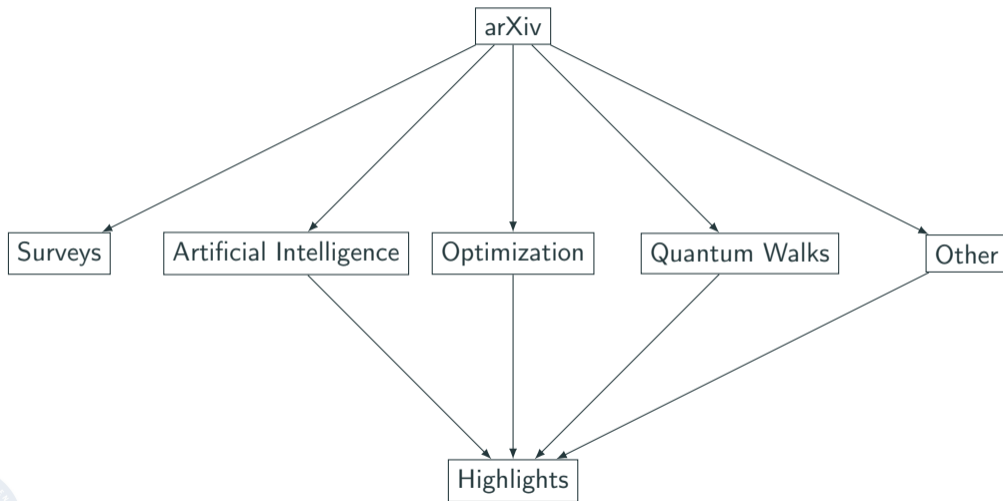 arXiv
Surveys
Artificial Intelligence
Optimization
Quantum Walks
Other
Highlights